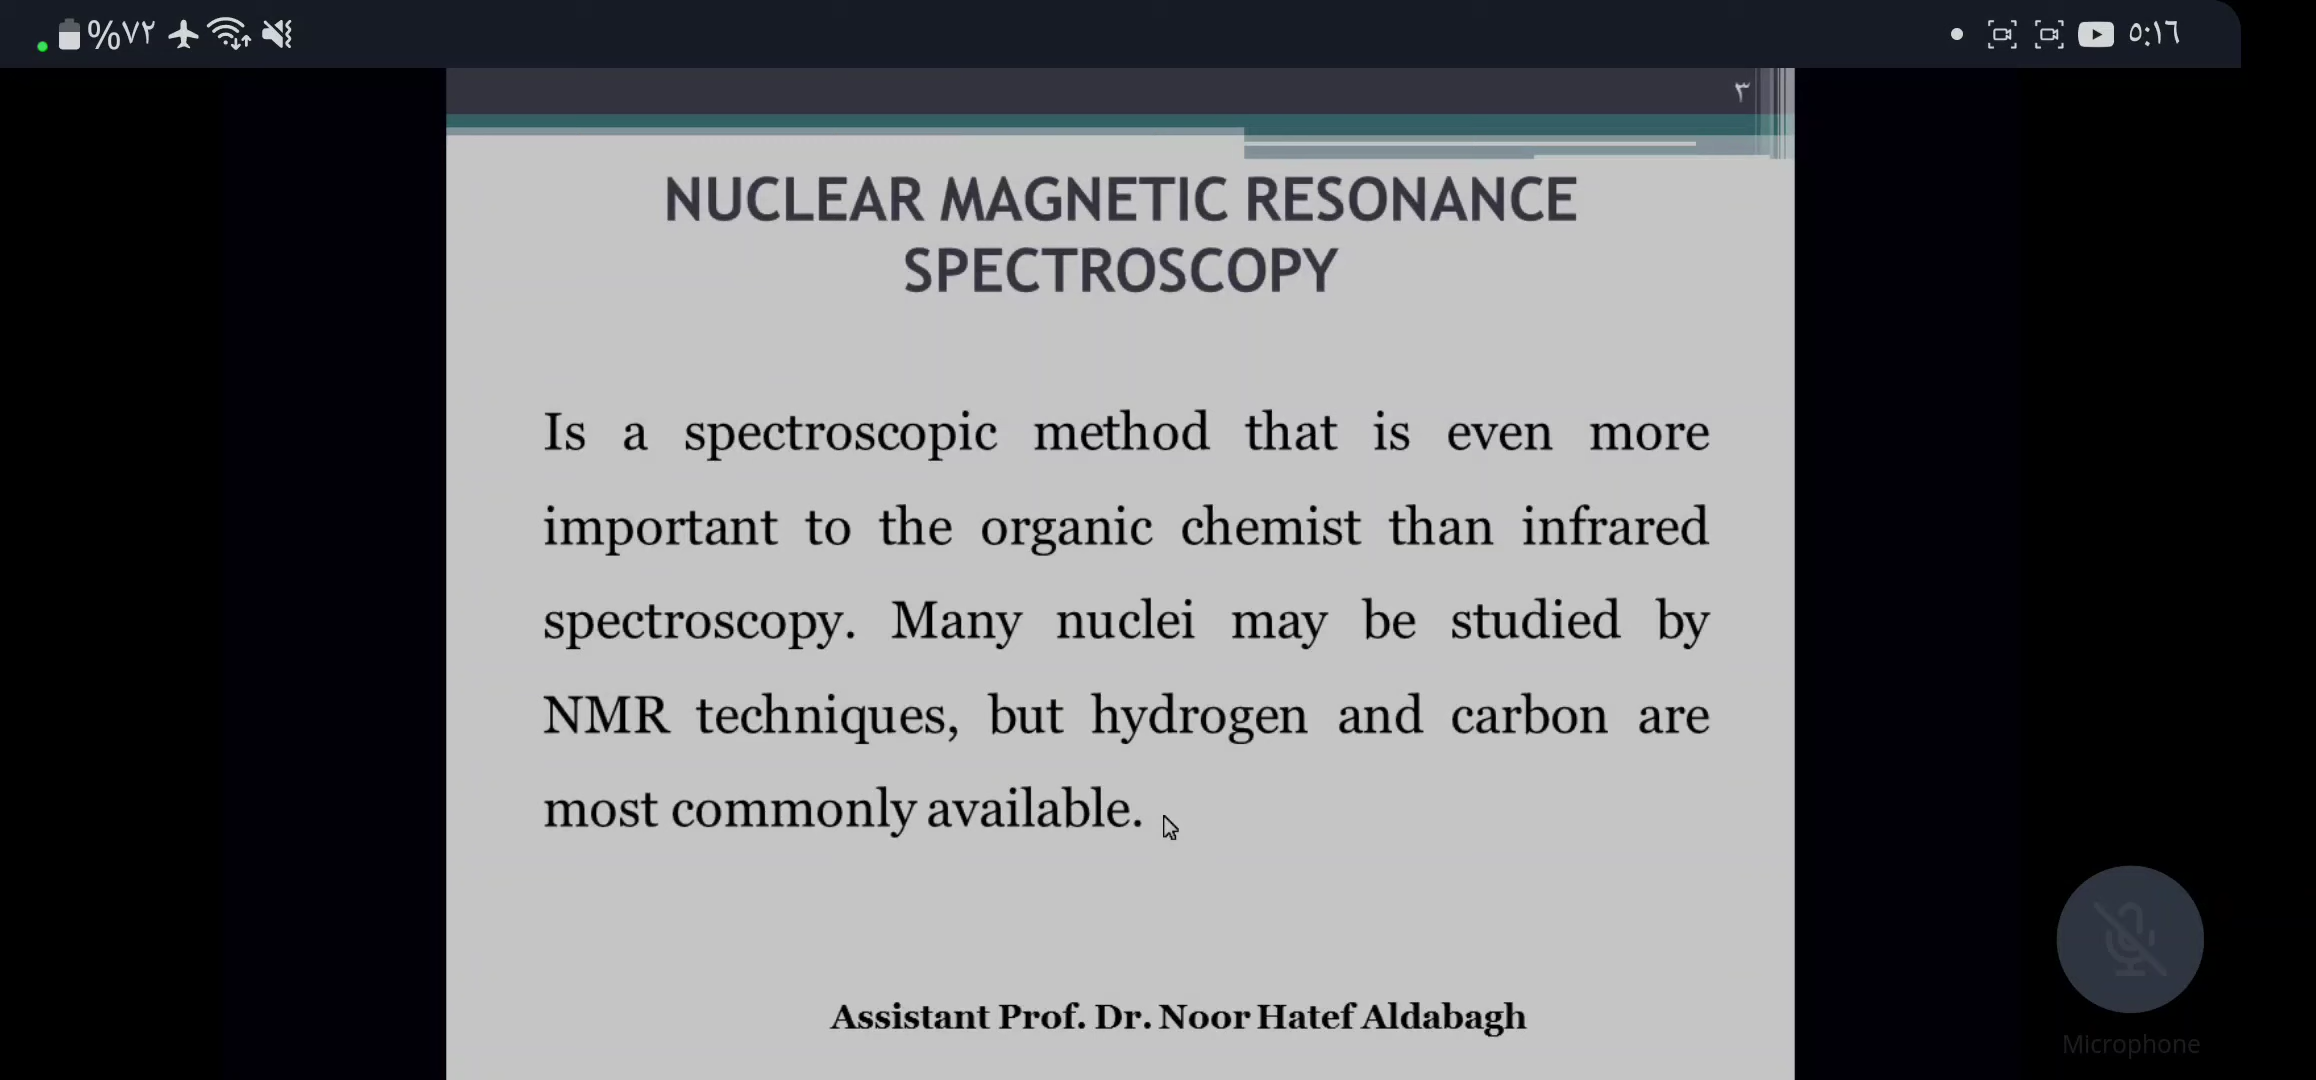 %٧٢
٥:١٦
٣
NUCLEAR MAGNETIC RESONANCE
SPECTROSCOPY
Is a spectroscopic method that is even more
important to the organic chemist than infrared
spectroscopy. Many nuclei may be studied by
NMR techniques, but hydrogen and carbon are
most commonly available.
Assistant Prof. Dr. Noor Hatef Aldabagh
Microphone